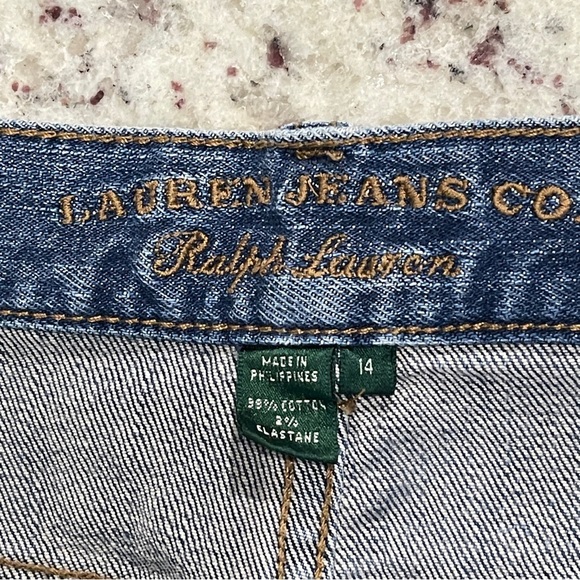 LAUREN JEANS CO.
Ralph Lauren
MADE IN
PHILIPPINES
98% COTTON
2%
ELASTANE
14